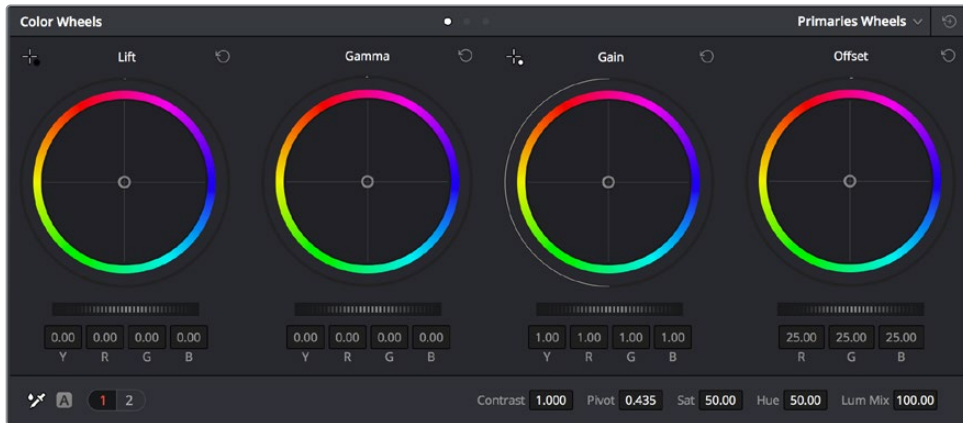 Color Wheels Primaries Wheels
Lift Gamma Gain Offset
0.00 0.00 0.00 0.00 0.00 0.00 0.00 0.00 1.00 1.00 1.00 1.00 25.00 25.00 25.00
Y R G B Y R G B Y R G B R G B
A 1 2 Contrast 1.000 Pivot 0.435 Sat 50.00 Hue 50.00 Lum Mix 100.00